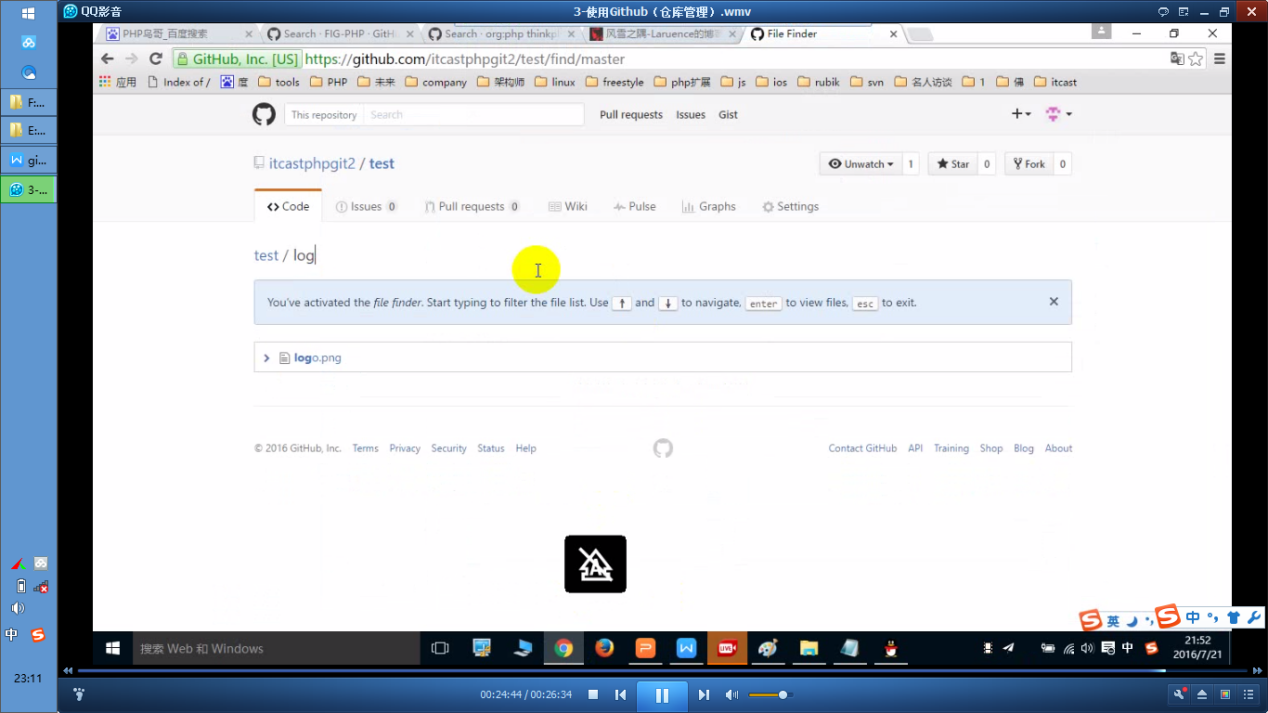 QQ影音
3-使用Github（仓库管理）.wmv
PHP鸟哥_百度搜索
Search · FIG-PHP · GitH
Search · org:php thinkp
风雪之隅-Laruence的博客
File Finder
GitHub, Inc. [US]
https://github.com/itcastphpgit2/test/find/master
应用 Index of / 度 tools PHP 未来 company 架构师 linux freestyle php扩展 js ios rubik svn 名人访谈 1 佛 itcast
This repository Search Pull requests Issues Gist
itcastphpgit2 / test
Unwatch 1 Star 0 Fork 0
Code Issues 0 Pull requests 0 Wiki Pulse Graphs Settings
test / log
You've activated the file finder. Start typing to filter the file list. Use ↑ and ↓ to navigate, enter to view files, esc to exit.
logo.png
© 2016 GitHub, Inc. Terms Privacy Security Status Help
Contact GitHub API Training Shop Blog About
A
英
中
搜索 Web 和 Windows
LIVE
中
21:52
2016/7/21
F:...
E:...
gi...
3-...
中
23:11
00:24:44 / 00:26:34